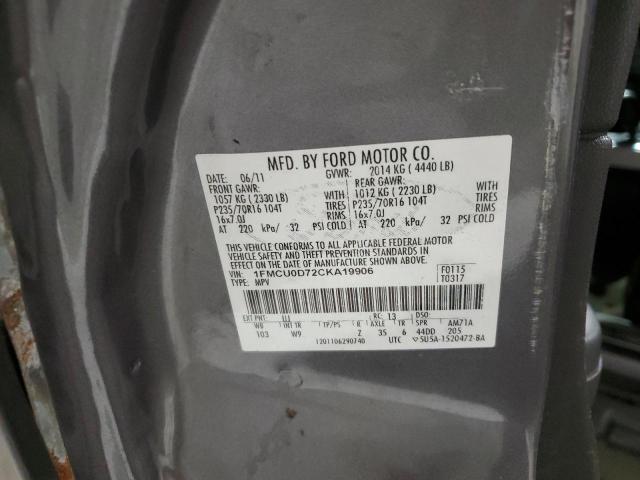 MFD. BY FORD MOTOR CO.
DATE: 06/11 GVWR: 2014 KG ( 4440 LB)
FRONT GAWR: REAR GAWR:
1057 KG ( 2330 LB) WITH 1012 KG ( 2230 LB) WITH
P235/70R16 104T TIRES P235/70R16 104T TIRES
16x7.0J RIMS 16x7.0J RIMS
AT 220 kPa/ 32 PSI COLD AT 220 kPa/ 32 PSI COLD
THIS VEHICLE CONFORMS TO ALL APPLICABLE FEDERAL MOTOR
VEHICLE SAFETY AND THEFT PREVENTION STANDARDS IN
EFFECT ON THE DATE OF MANUFACTURE SHOWN ABOVE.
VIN: 1FMCU0D72CKA19906 F0115
TYPE: MPV T0317
EXT PNT: UJ RC: 13 DSO:
WB INT TR TP/PS R AXLE TR SPR AM71A
103 W9 Z 35 6 44DD 205
1201106290740 UTC 5U5A-1520472-BA